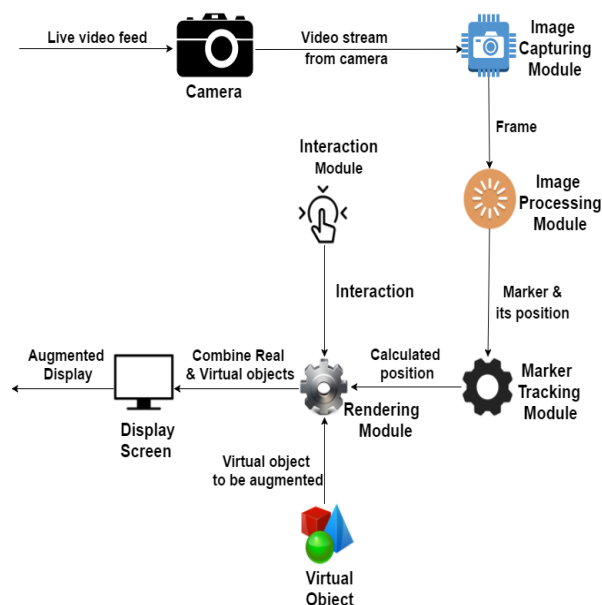 Live video feed
Camera
Video stream
from camera
Image
Capturing
Module
Frame
Interaction
Module
Image
Processing
Module
Interaction
Marker &
its position
Augmented
Display
Display
Screen
Combine Real
& Virtual objects
Rendering
Module
Calculated
position
Marker
Tracking
Module
Virtual object
to be augmented
Virtual
Object